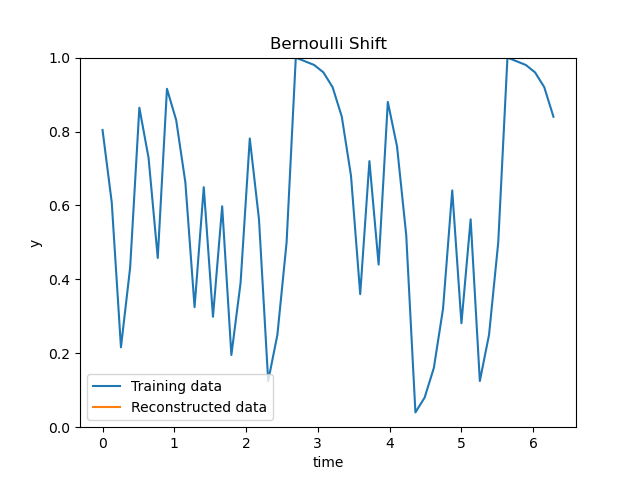 Bernoulli Shift
1.0
0.8
0.6
0.4
0.2
0.0
y
Training data
Reconstructed data
0 1 2 3 4 5 6
time